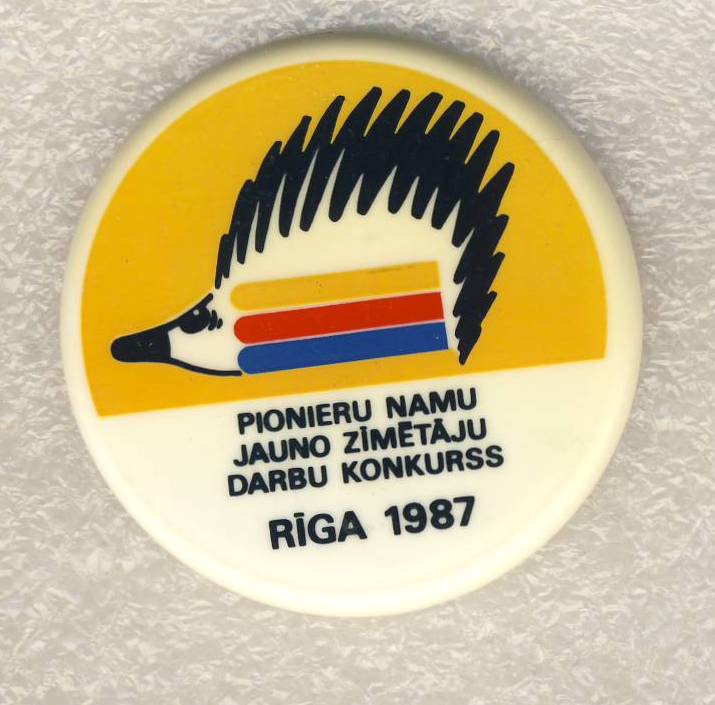 PIONIERU NAMU
JAUNO ZĪMĒTĀJU
DARBU KONKURSS
RĪGA 1987